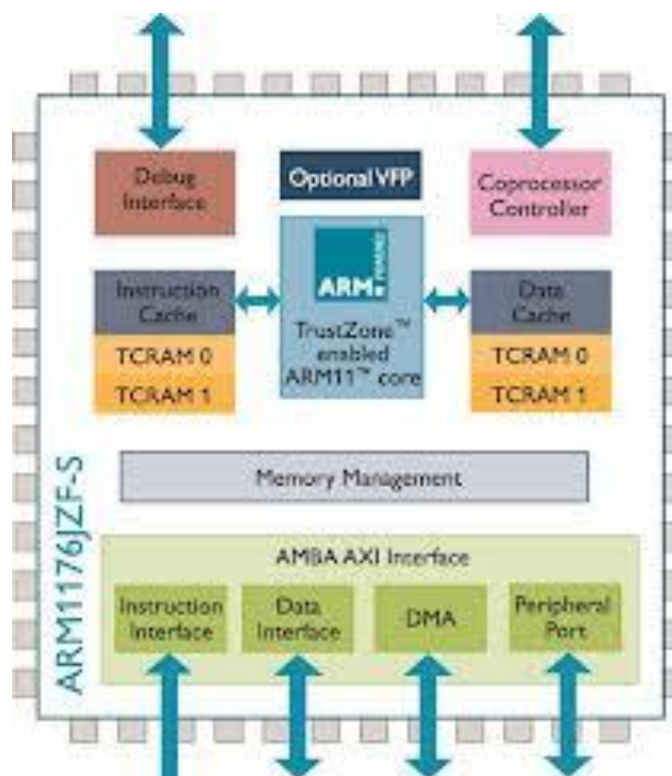 Debug
Interface
Optional VFP
Coprocessor
Controller
Instruction
Cache
TCRAM 0
TCRAM 1
ARM
TrustZone™
enabled
ARM11™ core
Data
Cache
TCRAM 0
TCRAM 1
Memory Management
AMBA AXI Interface
Instruction
Interface
Data
Interface
DMA
Peripheral
Port
ARM1176JZF-S